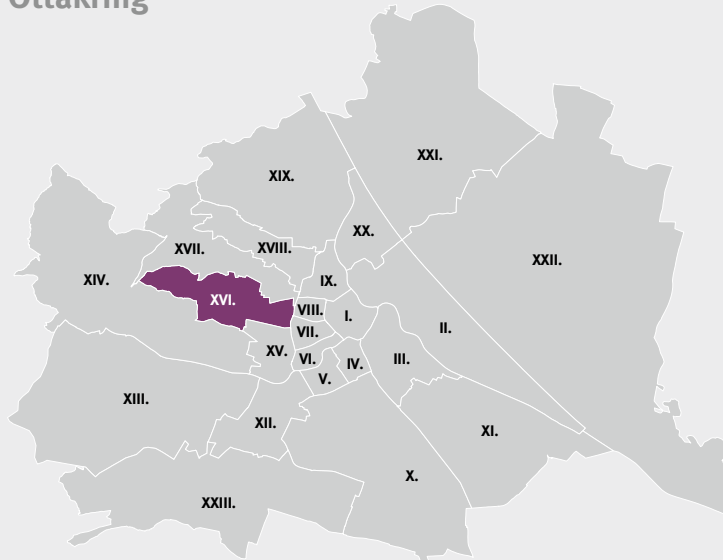 Ottakring
XXI.
XIX.
XX.
XVII.
XVIII.
XXII.
XIV.
IX.
XVI.
VIII.
I.
II.
VII.
XV.
VI.
IV.
III.
V.
XIII.
XII.
XI.
X.
XXIII.